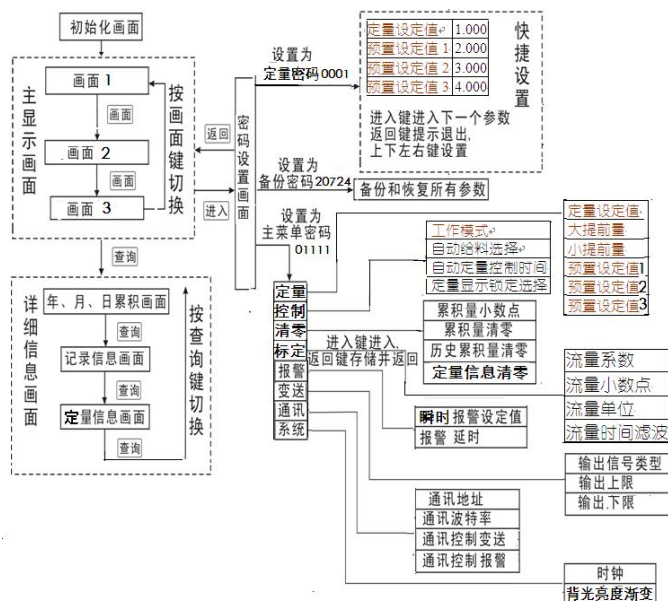 初始化画面
主显示画面
画面 1
画面
画面 2
画面
画面 3
按画面键切换
返回
进入
密码设置画面
设置为
定量密码0001
定量设定值 1.000
预置设定值 1 2.000
预置设定值 2 3.000
预置设定值 3 4.000
快捷设置
进入键进入下一个参数
返回键提示退出,
上下左右键设置
设置为
备份密码20724
备份和恢复所有参数
设置为
主菜单密码
01111
查询
详细信息画面
年、月、日累积画面
查询
记录信息画面
查询
定量信息画面
查询
按查询键切换
定量
控制
清零
标定
报警
变送
通讯
系统
进入键进入,
返回键存储并返回
定量设定值
大提前量
小提前量
预置设定值1
预置设定值2
预置设定值3
工作模式
自动给料选择
自动定量控制时间
定量显示锁定选择
累积量小数点
累积量清零
历史累积量清零
定量信息清零
流量系数
流量小数点
流量单位
流量时间滤波
瞬时报警设定值
报警 延时
输出信号类型
输出上限
输出下限
通讯地址
通讯波特率
通讯控制变送
通讯控制报警
时钟
背光亮度渐变